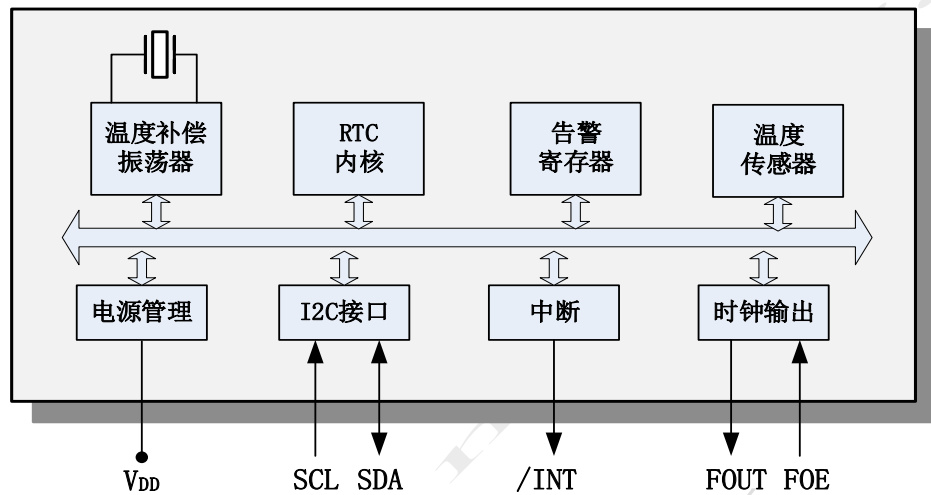 温度补偿
振荡器
RTC
内核
告警
寄存器
温度
传感器
电源管理
I2C接口
中断
时钟输出
VDD
SCL SDA
/INT
FOUT FOE